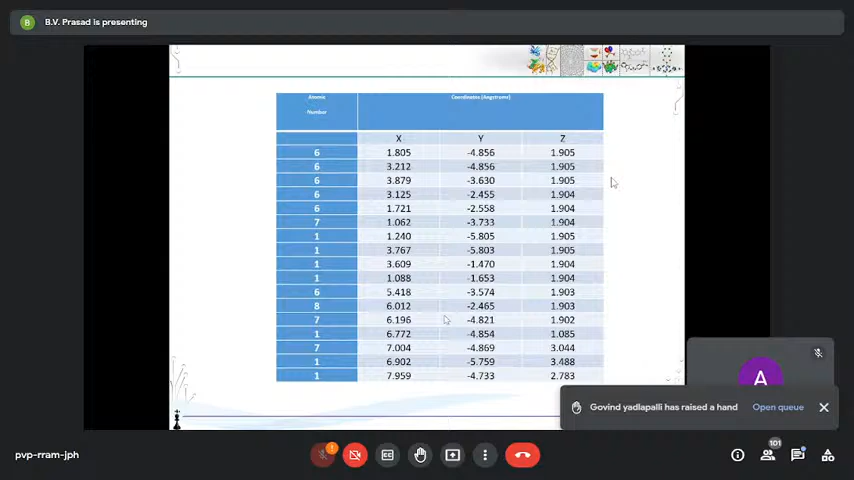 B
B.V. Prasad is presenting
Atomic Coordinates (Angstroms)
Number
X Y Z
6 1.805 -4.856 1.905
6 3.212 -4.856 1.905
6 3.879 -3.630 1.905
6 3.125 -2.455 1.904
6 1.721 -2.558 1.904
7 1.062 -3.733 1.904
1 1.240 -5.805 1.905
1 3.767 -5.803 1.905
1 3.609 -1.470 1.904
1 1.088 -1.653 1.904
6 5.418 -3.574 1.903
8 6.012 -2.465 1.903
7 6.196 -4.821 1.902
1 6.772 -4.854 1.085
7 7.004 -4.869 3.044
1 6.902 -5.759 3.488
1 7.959 -4.733 2.783
A
Govind yadlapalli has raised a hand Open queue
pvp-rram-jph
1
CC
101